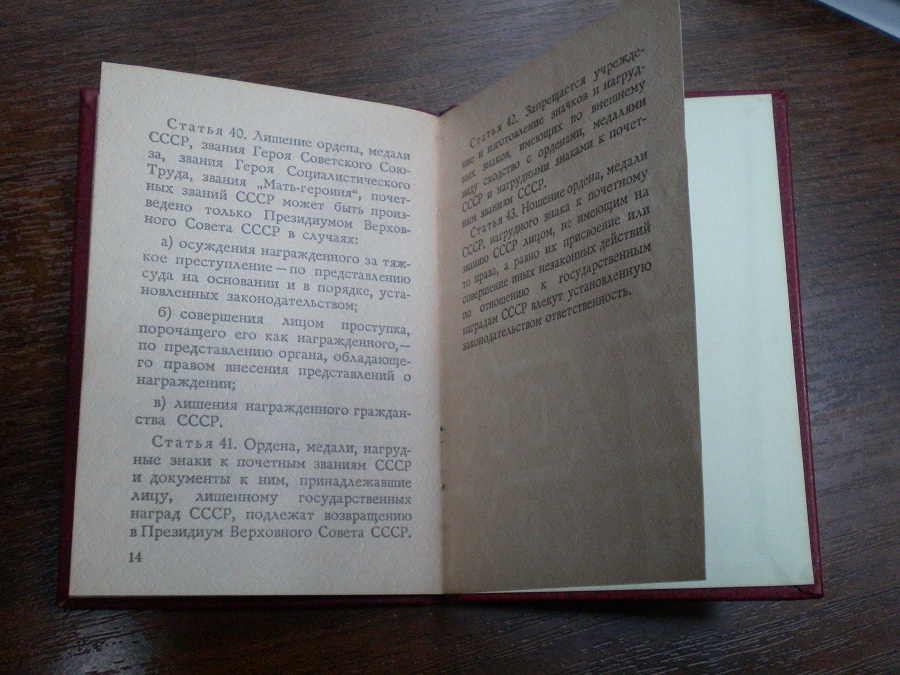 Статья 40. Лишение ордена, медали
СССР, звания Героя Советского Сою-
за, звания Героя Социалистического
Труда, звания „Мать-героиня“, почет-
ных званий СССР может быть произ-
ведено только Президиумом Верхов-
ного Совета СССР в случаях:
а) осуждения награжденного за тяж-
кое преступление — по представлению
суда на основании и в порядке, уста-
новленных законодательством;
б) совершения лицом проступка,
порочащего его как награжденного, —
по представлению органа, обладающе-
го правом внесения представлений о
награждении;
в) лишения награжденного граждан-
ства СССР.
Статья 41. Ордена, медали, нагруд-
ные знаки к почетным званиям СССР
и документы к ним, принадлежавшие
лицу, лишенному государственных
наград СССР, подлежат возвращению
в Президиум Верховного Совета СССР.
14
Статья 42. Запрещается учрежде-
ние и изготовление значков и нагруд-
ных знаков, имеющих по внешнему
виду сходство с орденами, медалями
СССР и нагрудными знаками к почет-
ным званиям СССР.
Статья 43. Ношение ордена, медали
СССР, нагрудного знака к почетному
званию СССР лицом, не имеющим на
то права, а равно их присвоение или
совершение иных незаконных действий
по отношению к государственным
наградам СССР влекут установленную
законодательством ответственность.